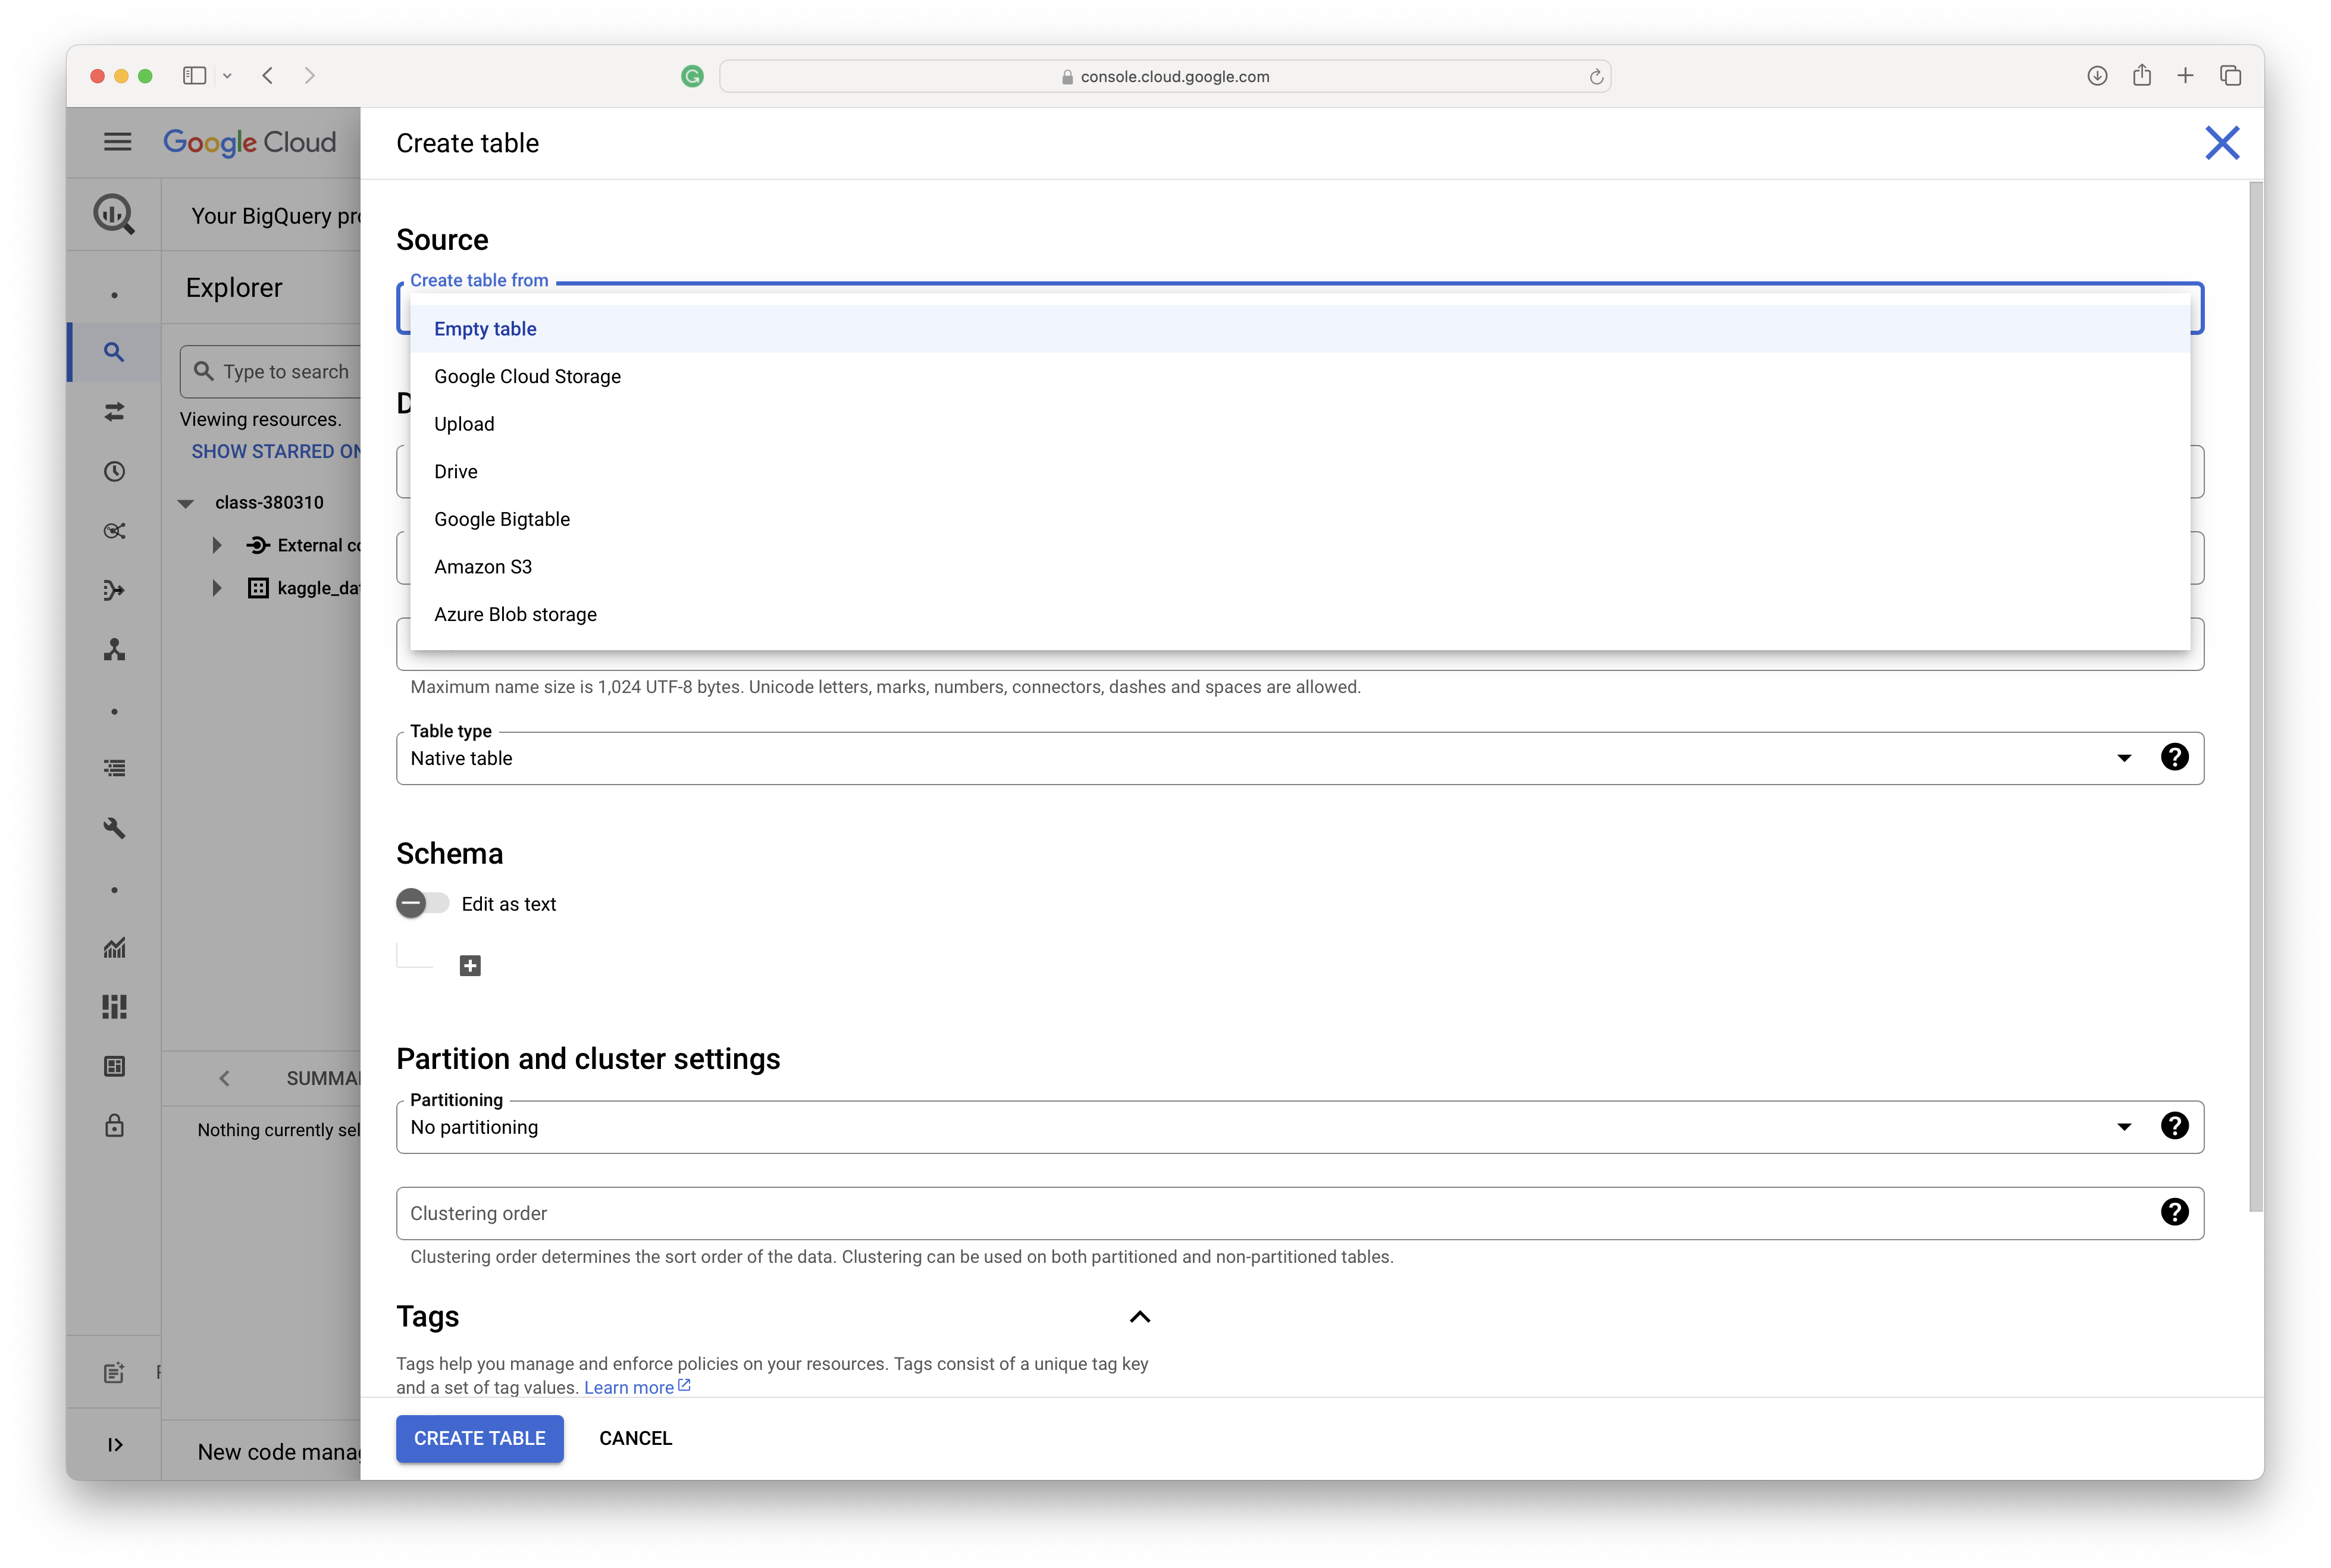 console.cloud.google.com
Google Cloud
Create table
Your BigQuery
Explorer
Type to search
Viewing resources.
SHOW STARRED
class-380310
External
Nothing currently
New code
Source
Create table from
Empty table
Google Cloud Storage
Upload
Drive
Google Bigtable
Amazon S3
Azure Blob storage
Maximum name size is 1,024 UTF-8 bytes. Unicode letters, marks, numbers, connectors, dashes and spaces are allowed.
Table type
Native table
Schema
Edit as text
Partition and cluster settings
Partitioning
No partitioning
Clustering order
Clustering order determines the sort order of the data. Clustering can be used on both partitioned and non-partitioned tables.
Tags
Tags help you manage and enforce policies on your resources. Tags consist of a unique tag key
and a set of tag values. Learn more
CREATE TABLE
CANCEL